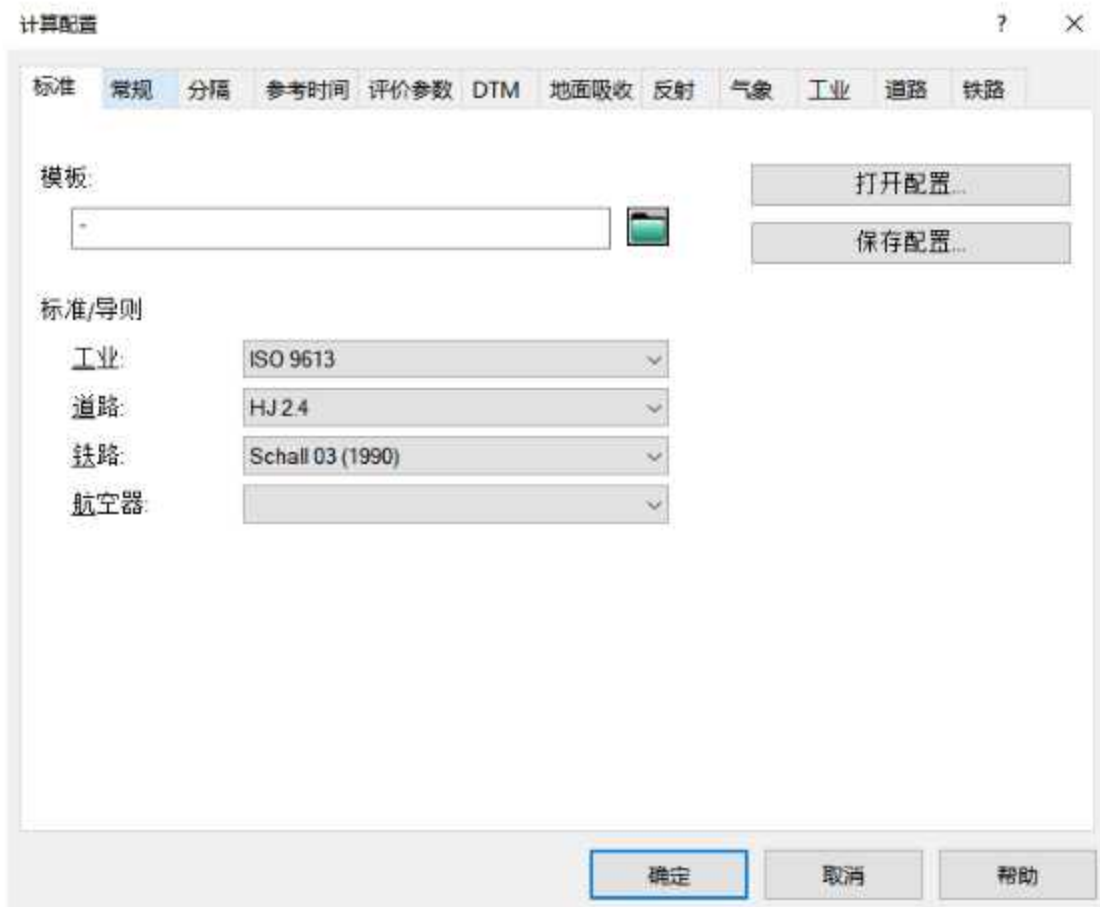 计算配置 ?
标准 常规 分隔 参考时间 评价参数 DTM 地面吸收 反射 气象 工业 道路 铁路
模板: 打开配置...
-
保存配置...
标准/导则
工业: ISO 9613
道路: HJ 2.4
铁路: Schall 03 (1990)
航空器:
确定 取消 帮助